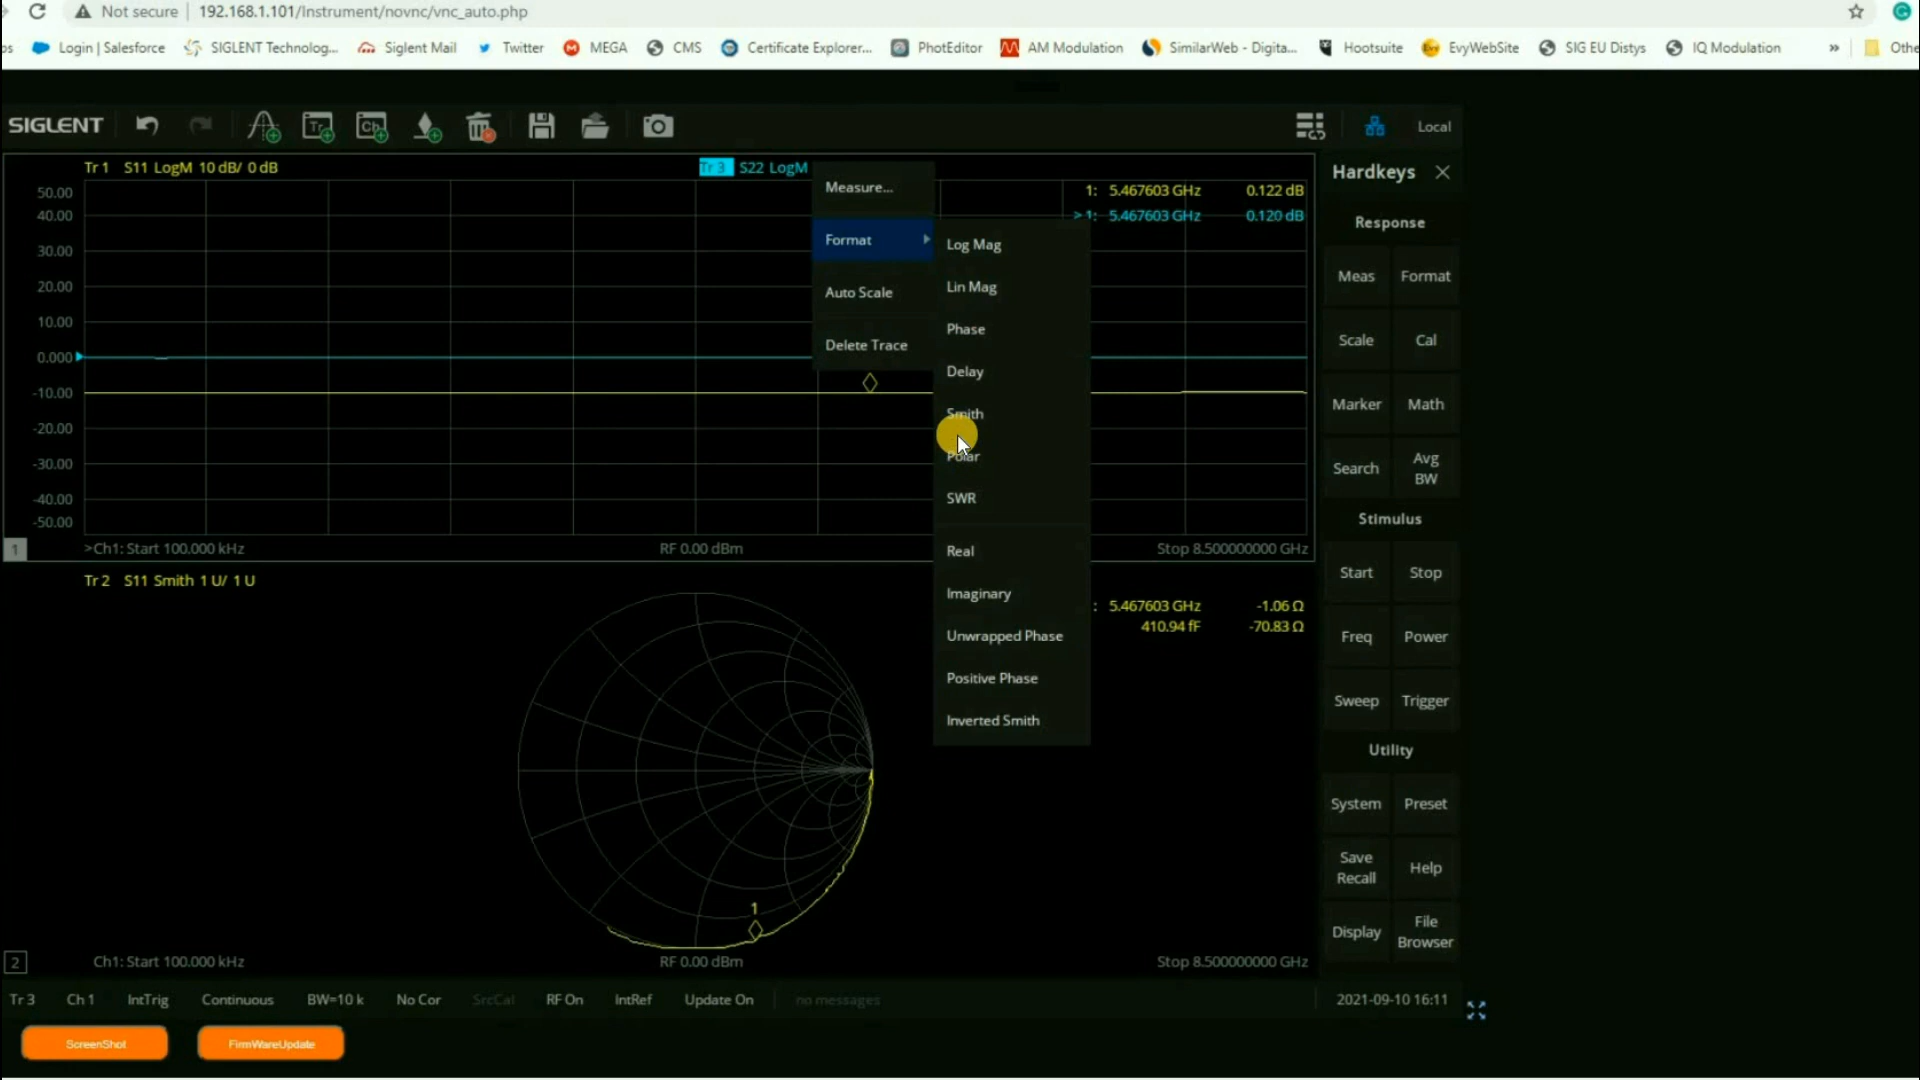 Not secure 192.168.1.101/Instrument/novnc/vnc_auto.php
ps Login | Salesforce SIGLENT Technolog... Siglent Mail Twitter MEGA CMS Certificate Explorer... PhotEditor AM Modulation SimilarWeb - Digita... Hootsuite EvyWebSite SIG EU Distys IQ Modulation » Othe
SIGLENT Tr Ch Local
Tr 1 S11 LogM 10 dB/ 0 dB
Tr 3 S22 LogM
1: 5.467603 GHz 0.122 dB
> 1: 5.467603 GHz 0.120 dB
50.00
40.00
30.00
20.00
10.00
0.000
-10.00
-20.00
-30.00
-40.00
-50.00
1
>Ch1: Start 100.000 kHz RF 0.00 dBm Stop 8.500000000 GHz
Measure...
Format
Auto Scale
Delete Trace
Log Mag
Lin Mag
Phase
Delay
Smith
Polar
SWR
Real
Imaginary
Unwrapped Phase
Positive Phase
Inverted Smith
Tr 2 S11 Smith 1 U/ 1 U
: 5.467603 GHz -1.06 Ω
410.94 fF -70.83 Ω
1
2
Ch1: Start 100.000 kHz RF 0.00 dBm Stop 8.500000000 GHz
Hardkeys
Response
Meas Format
Scale Cal
Marker Math
Search Avg
BW
Stimulus
Start Stop
Freq Power
Sweep Trigger
Utility
System Preset
Save
Recall
Help
Display
File
Browser
Tr 3 Ch 1 IntTrig Continuous BW=10 k No Cor SrcCal RF On IntRef Update On no messages 2021-09-10 16:11
ScreenShot FirmWareUpdate